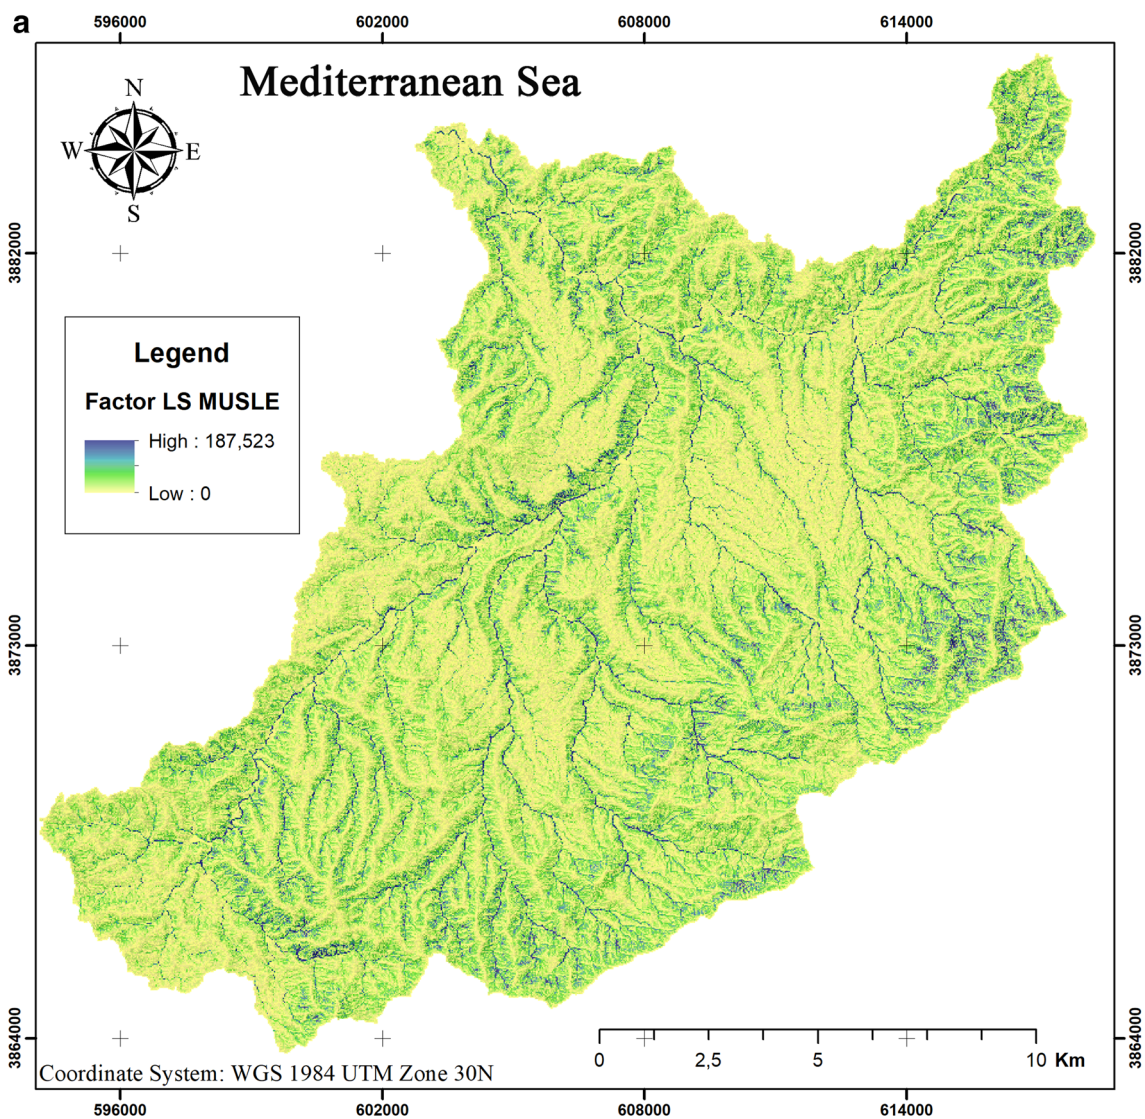 a
596000 602000 608000 614000
Mediterranean Sea
N
W E
S
3882000 3882000
Legend
Factor LS MUSLE
High : 187,523
Low : 0
3873000 3873000
3864000 3864000
0 2,5 5 10 Km
Coordinate System: WGS 1984 UTM Zone 30N
596000 602000 608000 614000